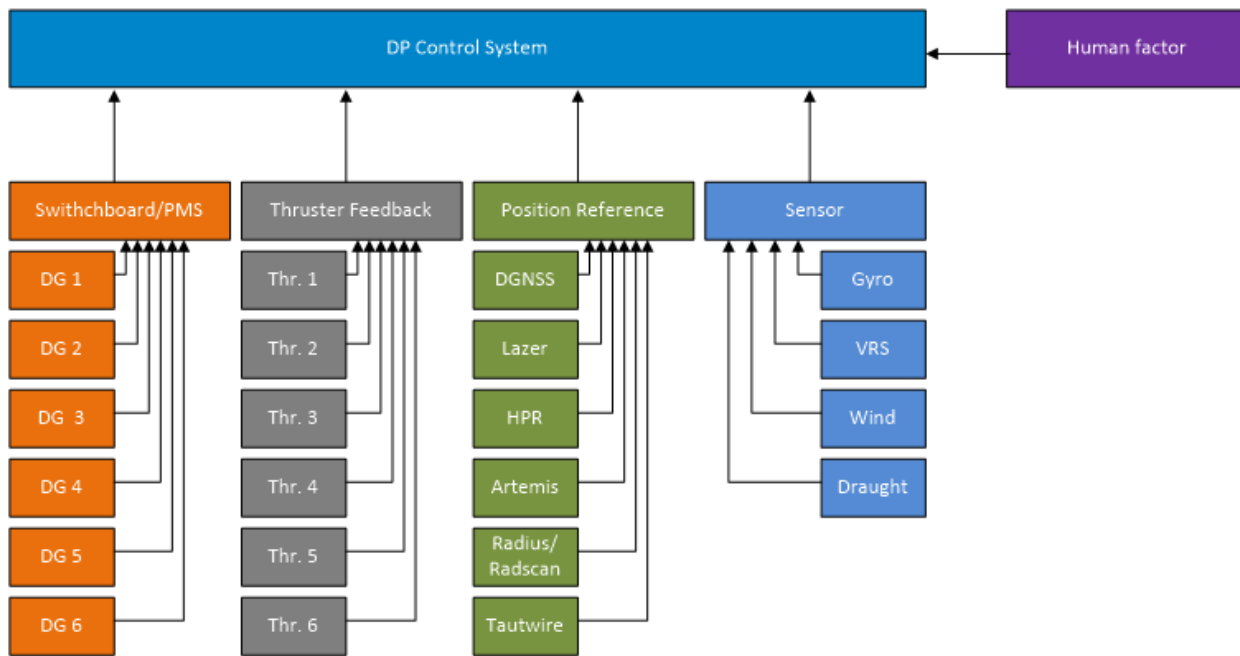 DP Control System
Human factor
Swithchboard/PMS
Thruster Feedback
Position Reference
Sensor
DG 1
Thr. 1
DGNSS
Gyro
DG 2
Thr. 2
Lazer
VRS
DG 3
Thr. 3
HPR
Wind
DG 4
Thr. 4
Artemis
Draught
DG 5
Thr. 5
Radius/
Radscan
DG 6
Thr. 6
Tautwire